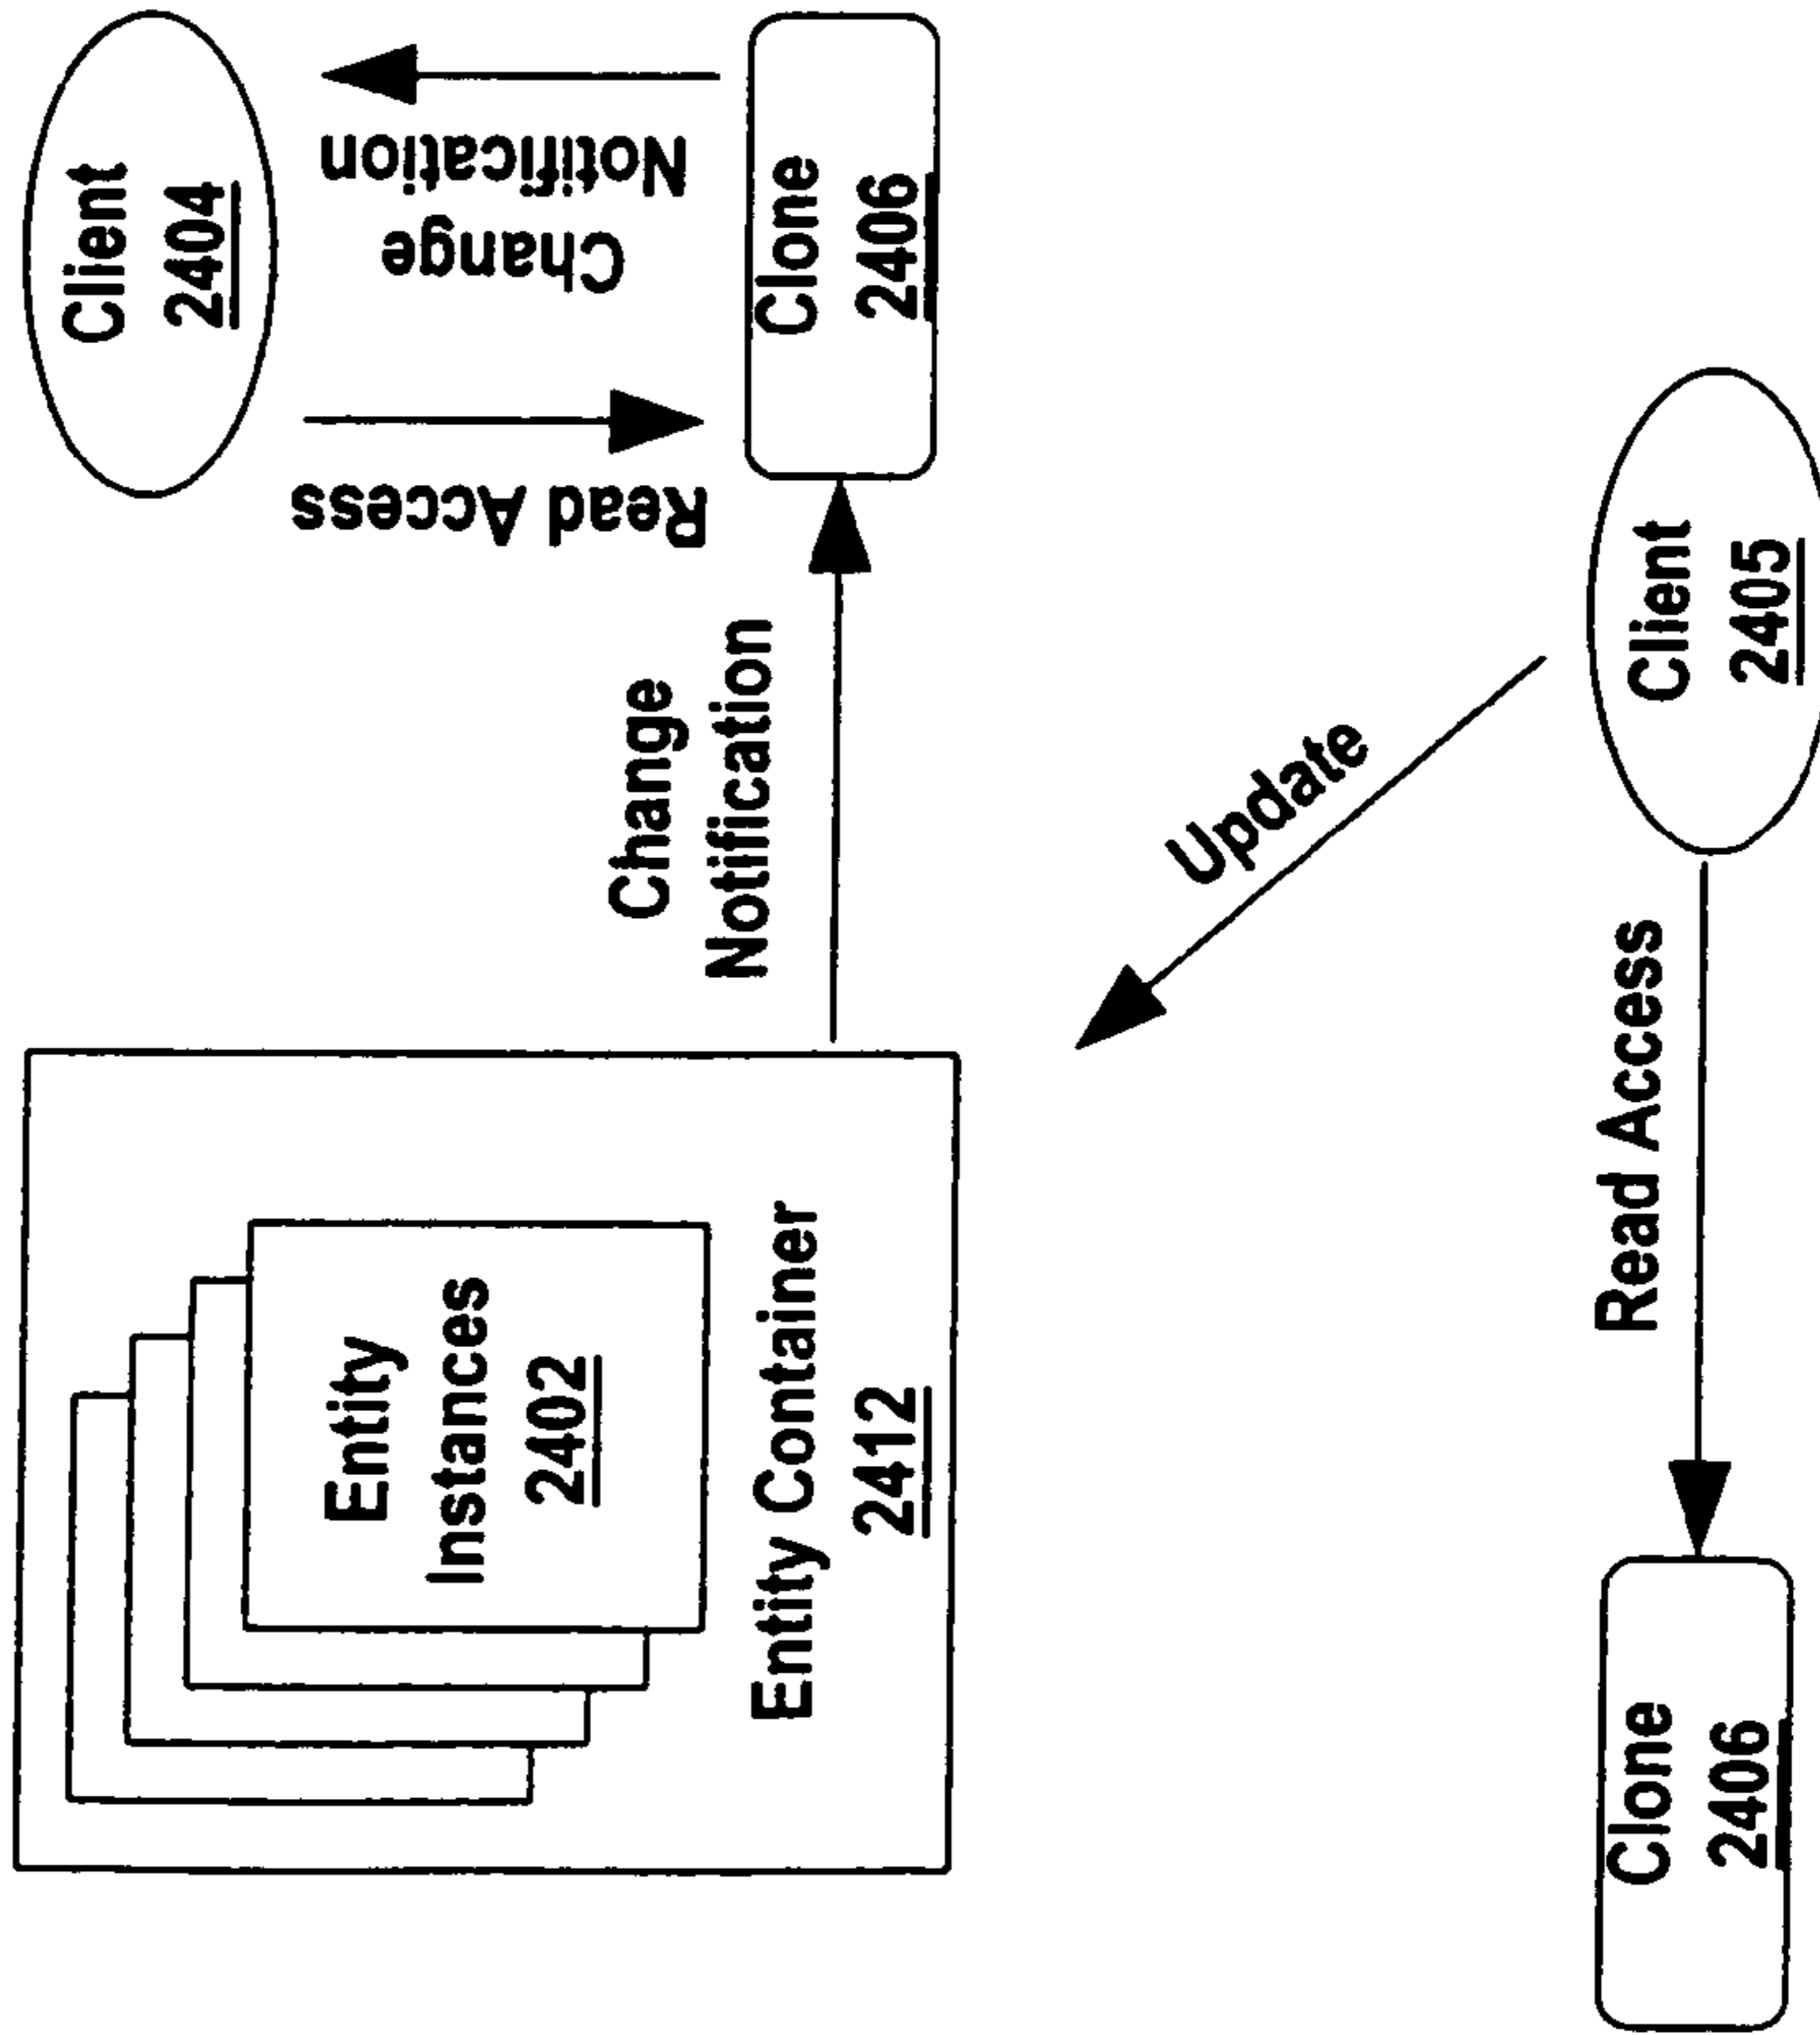 Entity
Instances
2402
Entity Container
2412
Change
Notification
Client
2404
Read Access
Change
Notification
Clone
2406
Update
Clone
2406
Read Access
Client
2405